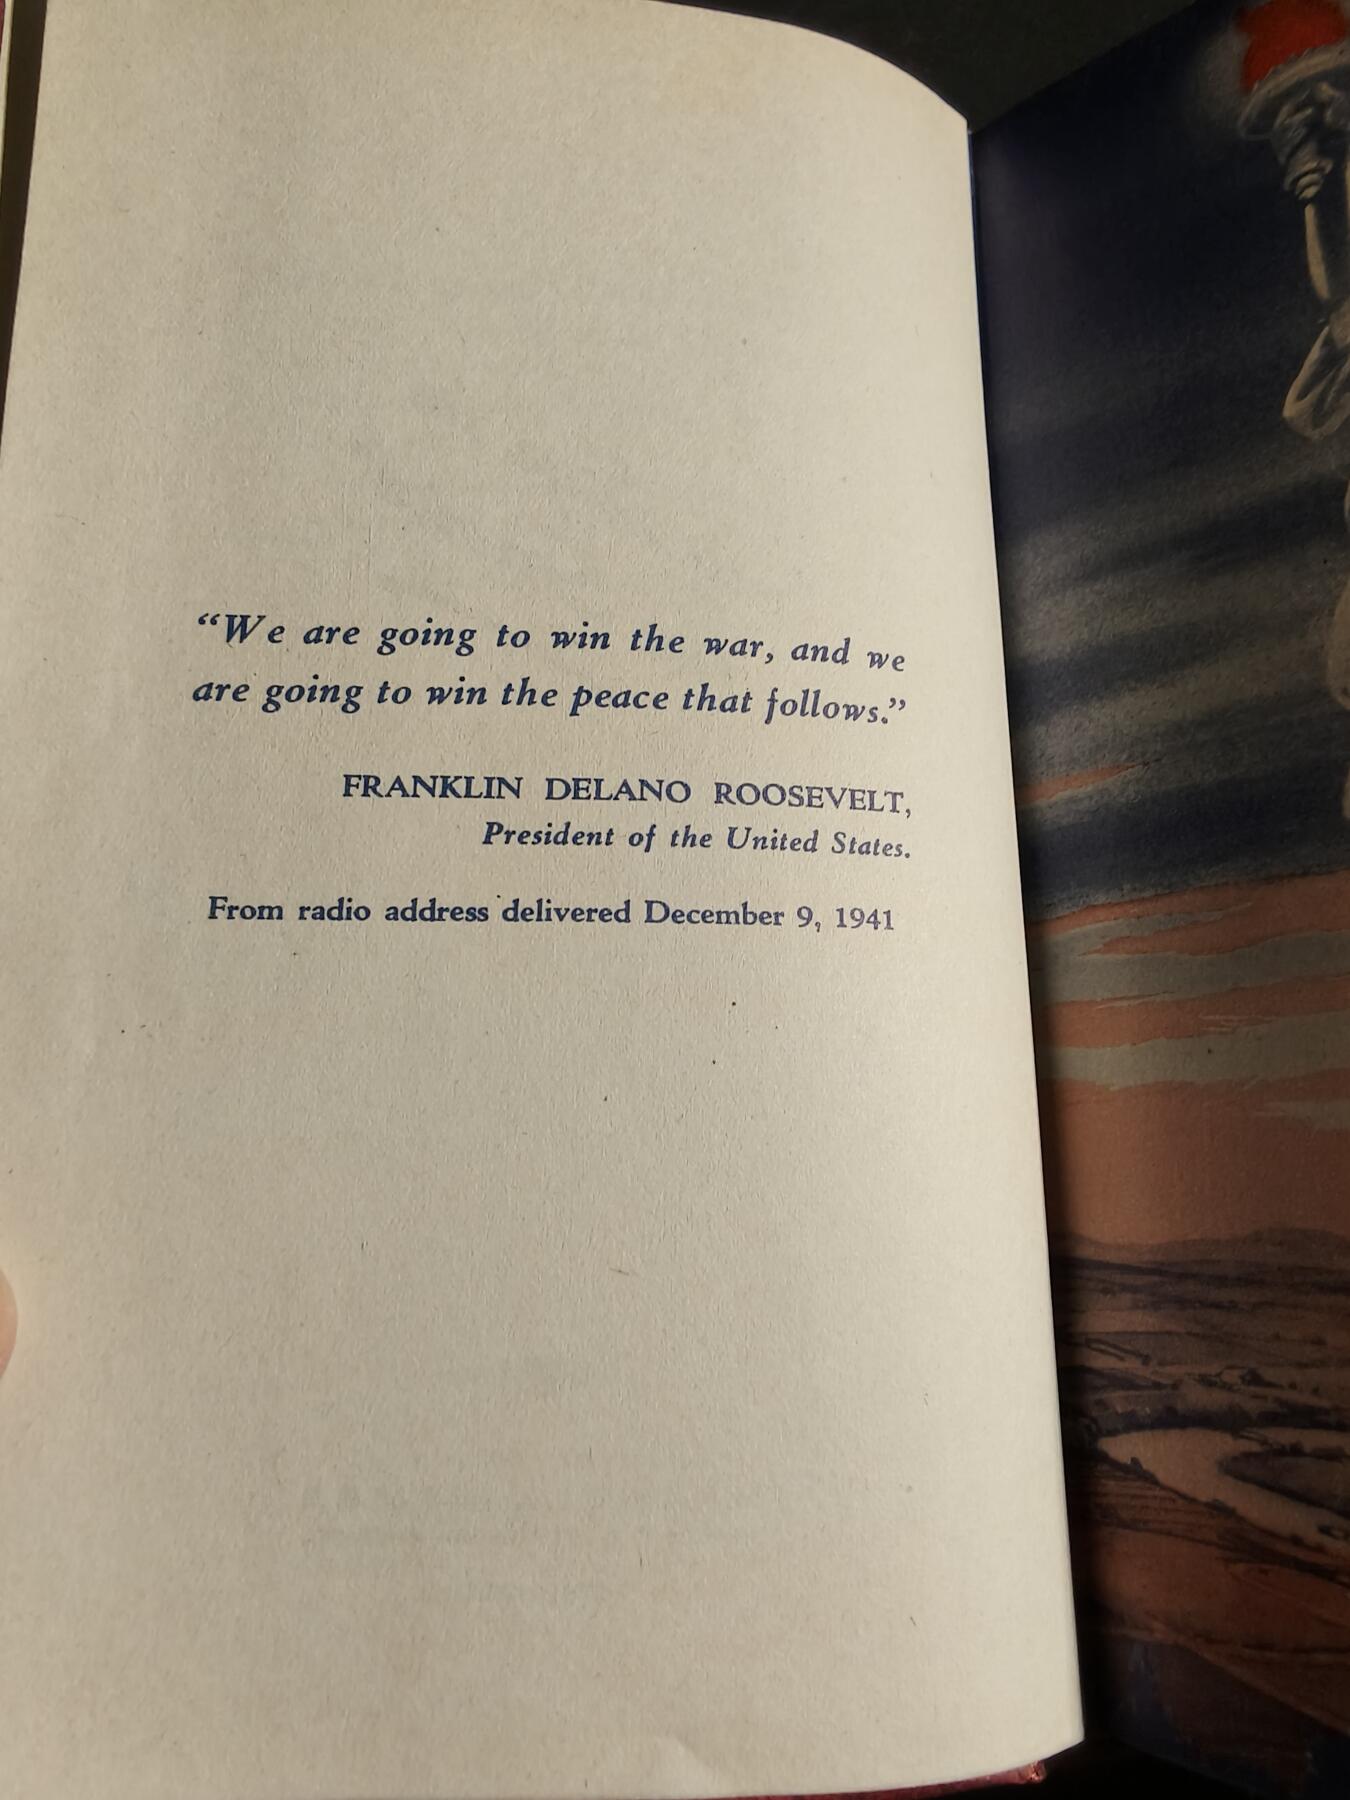 “We are going to win the war, and we
are going to win the peace that follows.”
FRANKLIN DELANO ROOSEVELT,
President of the United States.
From radio address delivered December 9, 1941